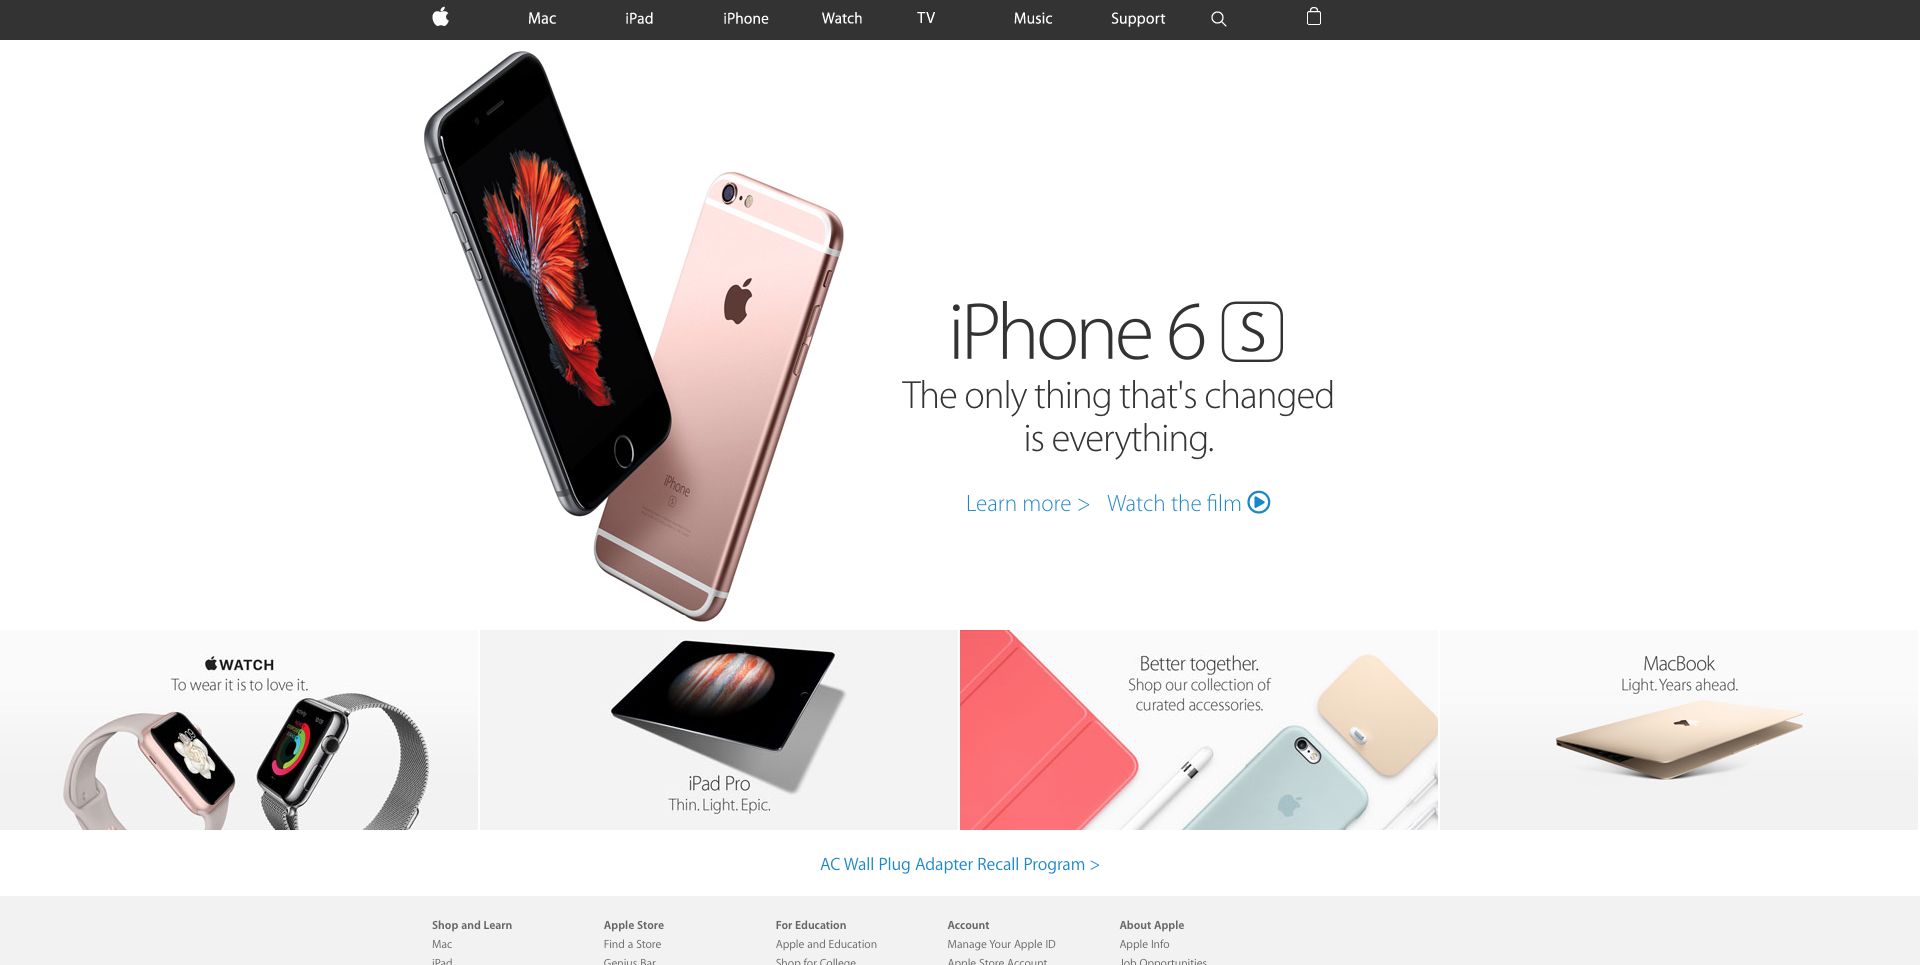 Mac iPad iPhone Watch TV Music Support
iPhone 6 S
The only thing that's changed
is everything.
Learn more > Watch the film
iPhone
S
WATCH
To wear it is to love it.
iPad Pro
Thin. Light. Epic.
Better together.
Shop our collection of
curated accessories.
MacBook
Light. Years ahead.
AC Wall Plug Adapter Recall Program >
Shop and Learn Apple Store For Education Account About Apple
Mac Find a Store Apple and Education Manage Your Apple ID Apple Info
iPad Genius Bar Shop for College Apple Store Account Job Opportunities